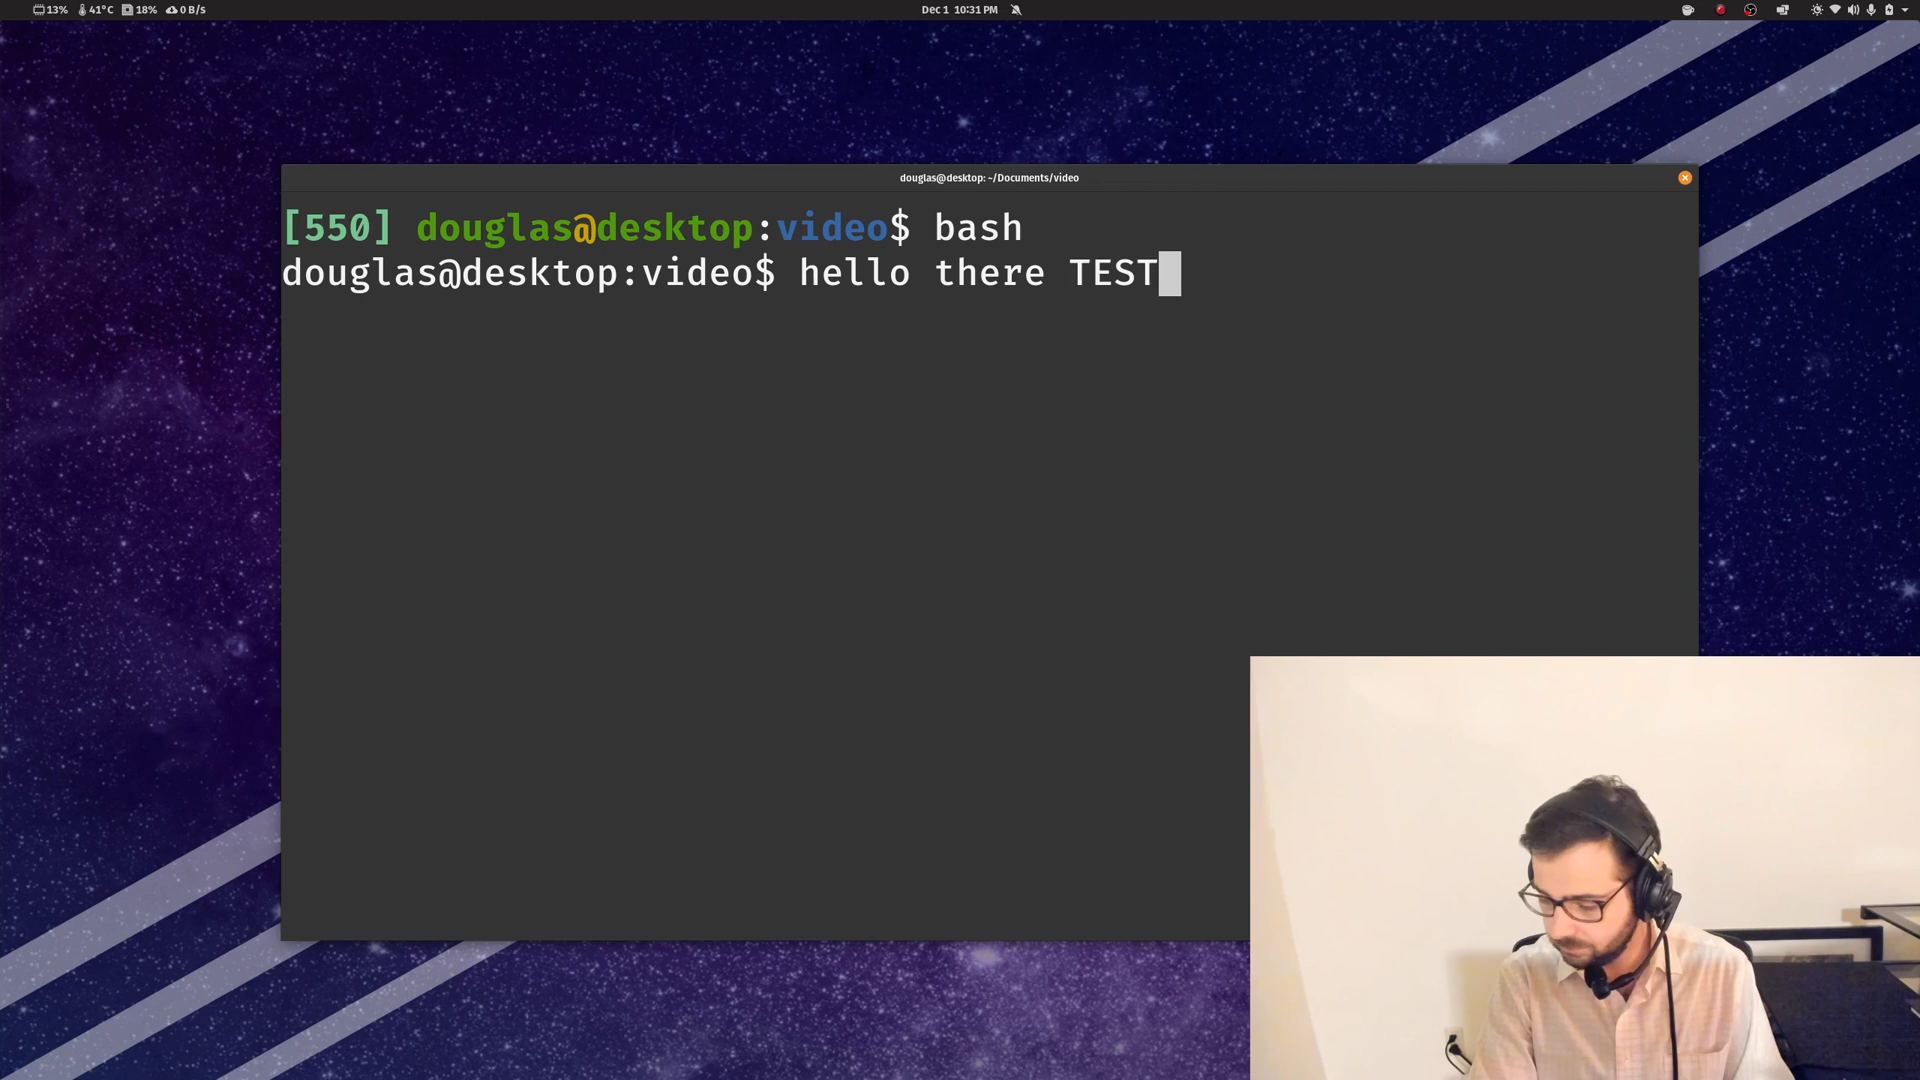 13% 41°C 18% 0 B/s Dec 1 10:31 PM
douglas@desktop: ~/Documents/video
[550] douglas@desktop:video$ bash
douglas@desktop:video$ hello there TEST